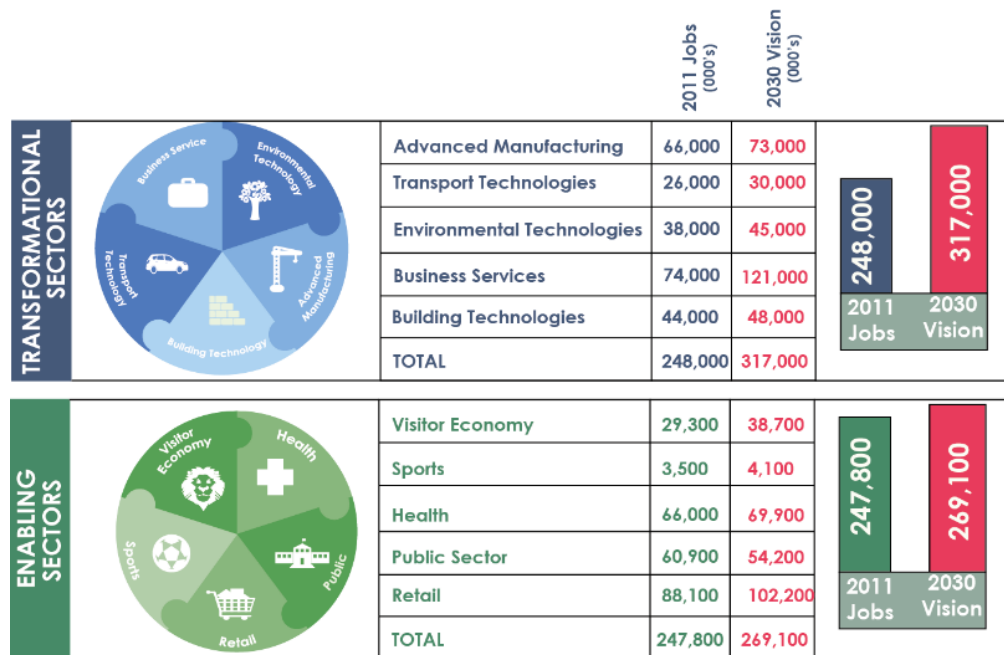 2011 Jobs
(000's)
2030 Vision
(000's)
TRANSFORMATIONAL
SECTORS
Business Service
Environmental
Technology
Advanced
Manufacturing
Building Technology
Transport
Technology
Advanced Manufacturing 66,000 73,000
Transport Technologies 26,000 30,000
Environmental Technologies 38,000 45,000
Business Services 74,000 121,000
Building Technologies 44,000 48,000
TOTAL 248,000 317,000
248,000
317,000
2011
Jobs
2030
Vision
ENABLING
SECTORS
Visitor
Economy
Health
Public
Retail
Sports
Visitor Economy 29,300 38,700
Sports 3,500 4,100
Health 66,000 69,900
Public Sector 60,900 54,200
Retail 88,100 102,200
TOTAL 247,800 269,100
247,800
269,100
2011
Jobs
2030
Vision